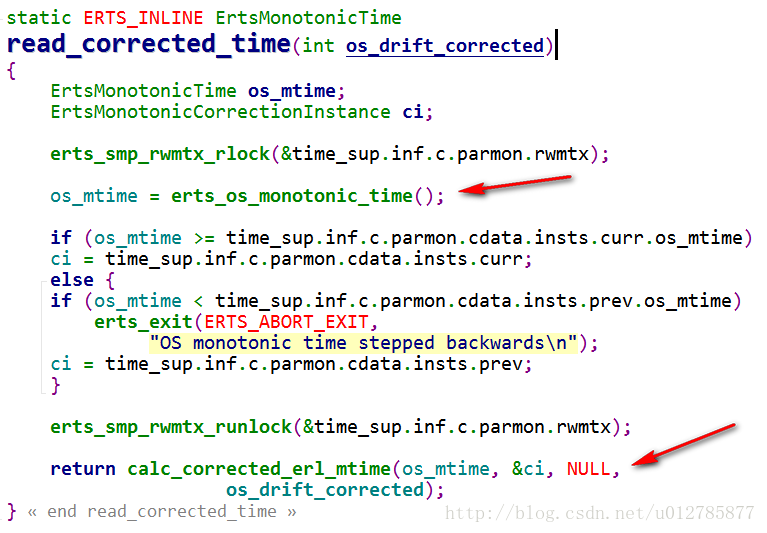 static ERTS_INLINE ErtsMonotonicTime
read_corrected_time(int os_drift_corrected)
{
    ErtsMonotonicTime os_mtime;
    ErtsMonotonicCorrectionInstance ci;

    erts_smp_rwmtx_rlock(&time_sup.inf.c.parmon.rwmtx);

    os_mtime = erts_os_monotonic_time();

    if (os_mtime >= time_sup.inf.c.parmon.cdata.insts.curr.os_mtime)
    ci = time_sup.inf.c.parmon.cdata.insts.curr;
    else {
    if (os_mtime < time_sup.inf.c.parmon.cdata.insts.prev.os_mtime)
        erts_exit(ERTS_ABORT_EXIT,
             "OS monotonic time stepped backwards\n");
    ci = time_sup.inf.c.parmon.cdata.insts.prev;
    }

    erts_smp_rwmtx_runlock(&time_sup.inf.c.parmon.rwmtx);

    return calc_corrected_erl_mtime(os_mtime, &ci, NULL,
                    os_drift_corrected);
} « end read_corrected_time »
http://blog.csdn.net/u012785877